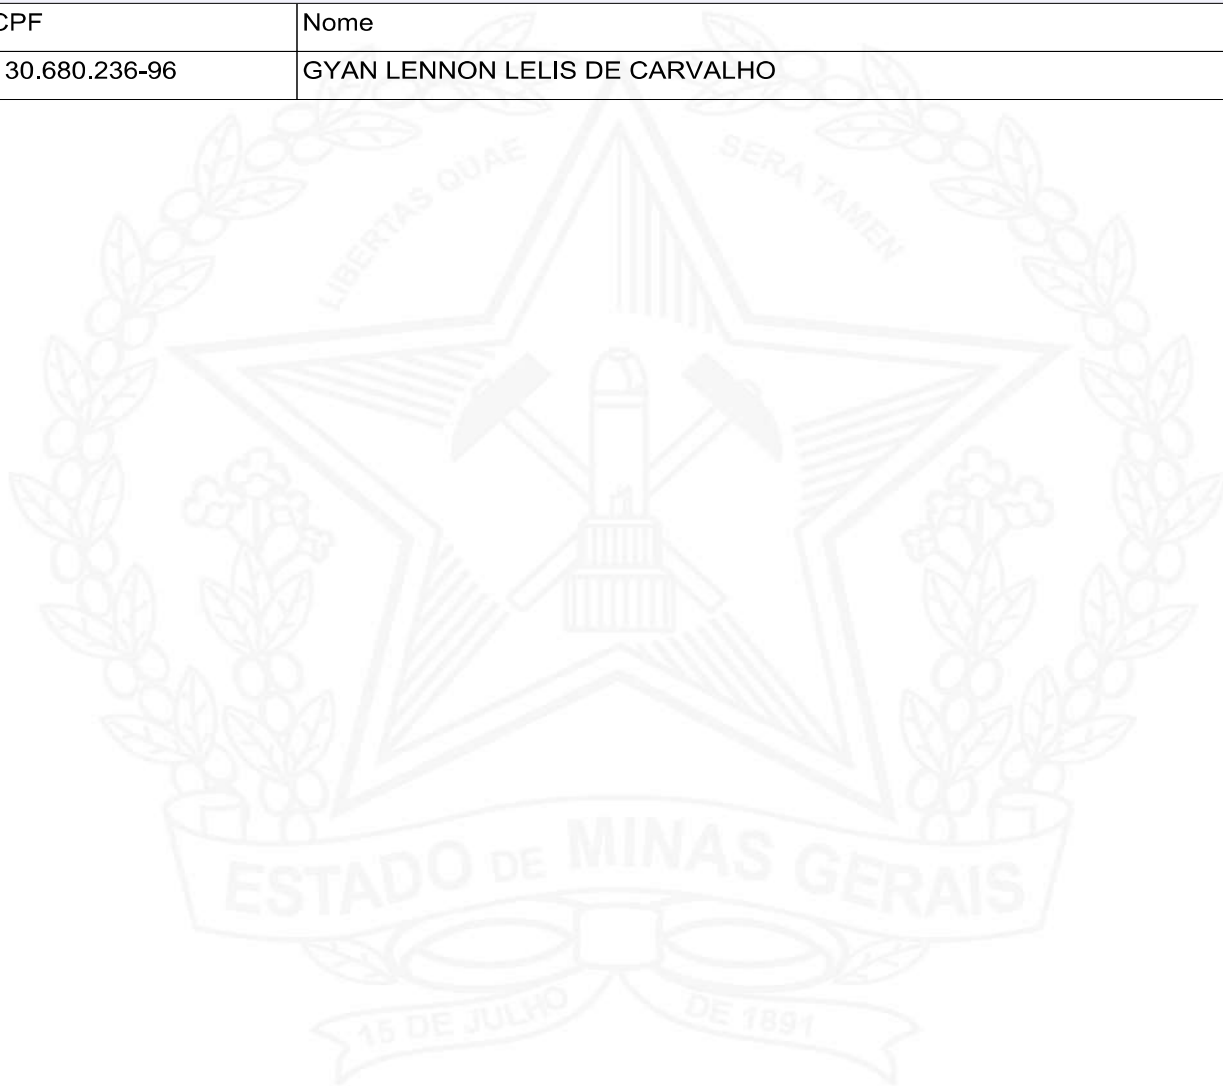 CPF Nome
30.680.236-96 GYAN LENNON LELIS DE CARVALHO
LIBERTAS QUAE SERA TAMEN
ESTADO DE MINAS GERAIS
15 DE JULHO DE 1891